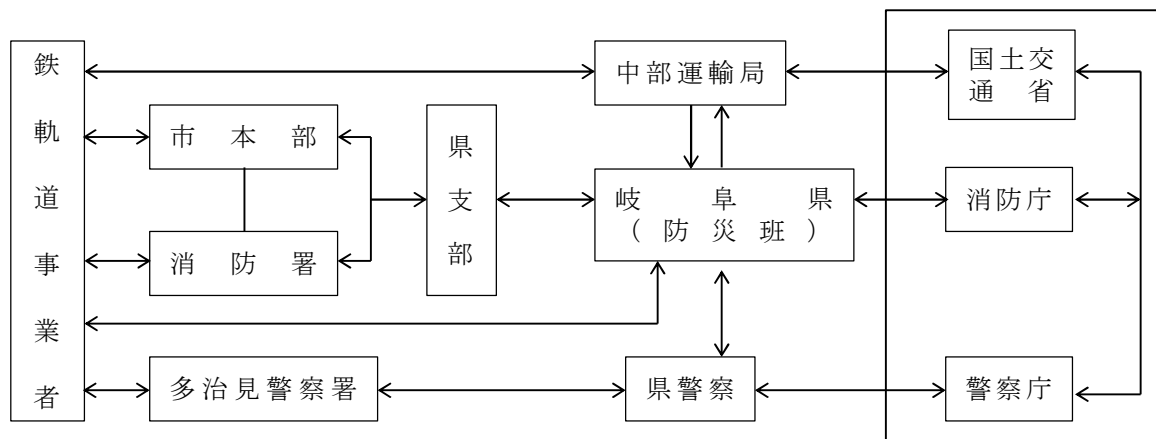 鉄軌道事業者
中部運輸局
国土交
通省
市本部
県支部
岐阜県
(防災班)
消防庁
消防署
多治見警察署
県警察
警察庁